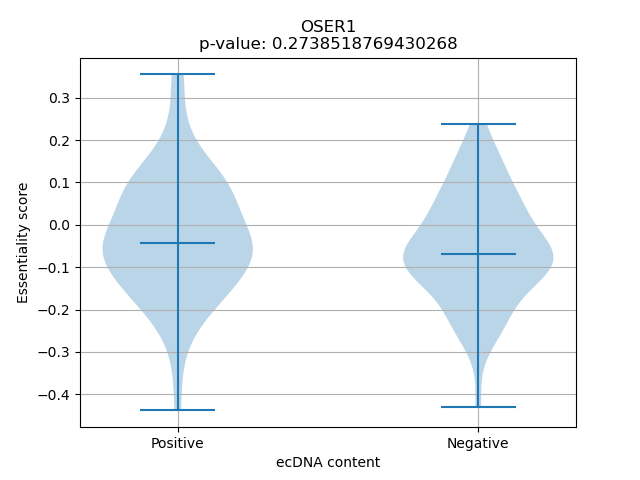 OSER1
p-value: 0.2738518769430268
Essentiality score
0.3
0.2
0.1
0.0
−0.1
−0.2
−0.3
−0.4
Positive
Negative
ecDNA content